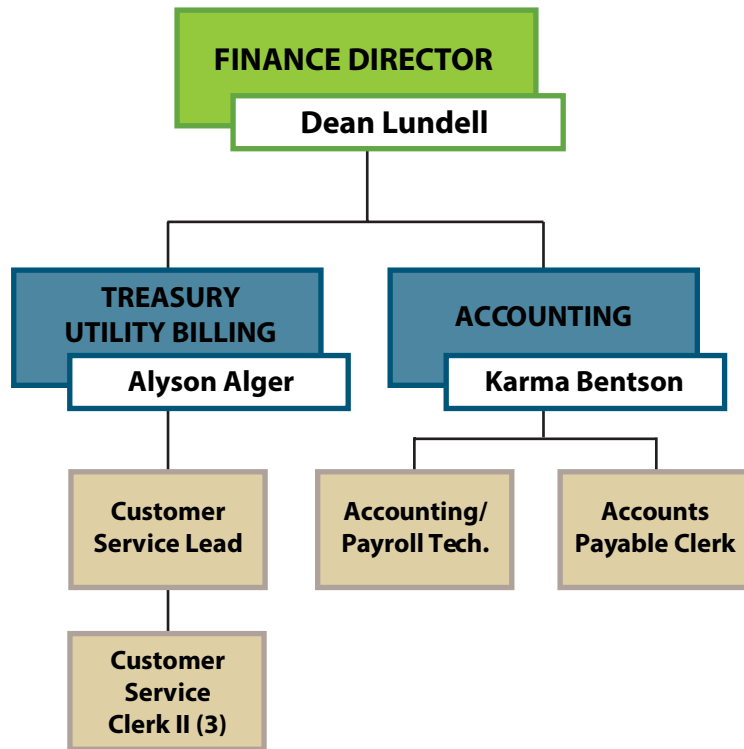 FINANCE DIRECTOR
Dean Lundell
TREASURY
UTILITY BILLING
Alyson Alger
ACCOUNTING
Karma Bentson
Customer
Service Lead
Accounting/
Payroll Tech.
Accounts
Payable Clerk
Customer
Service
Clerk II (3)